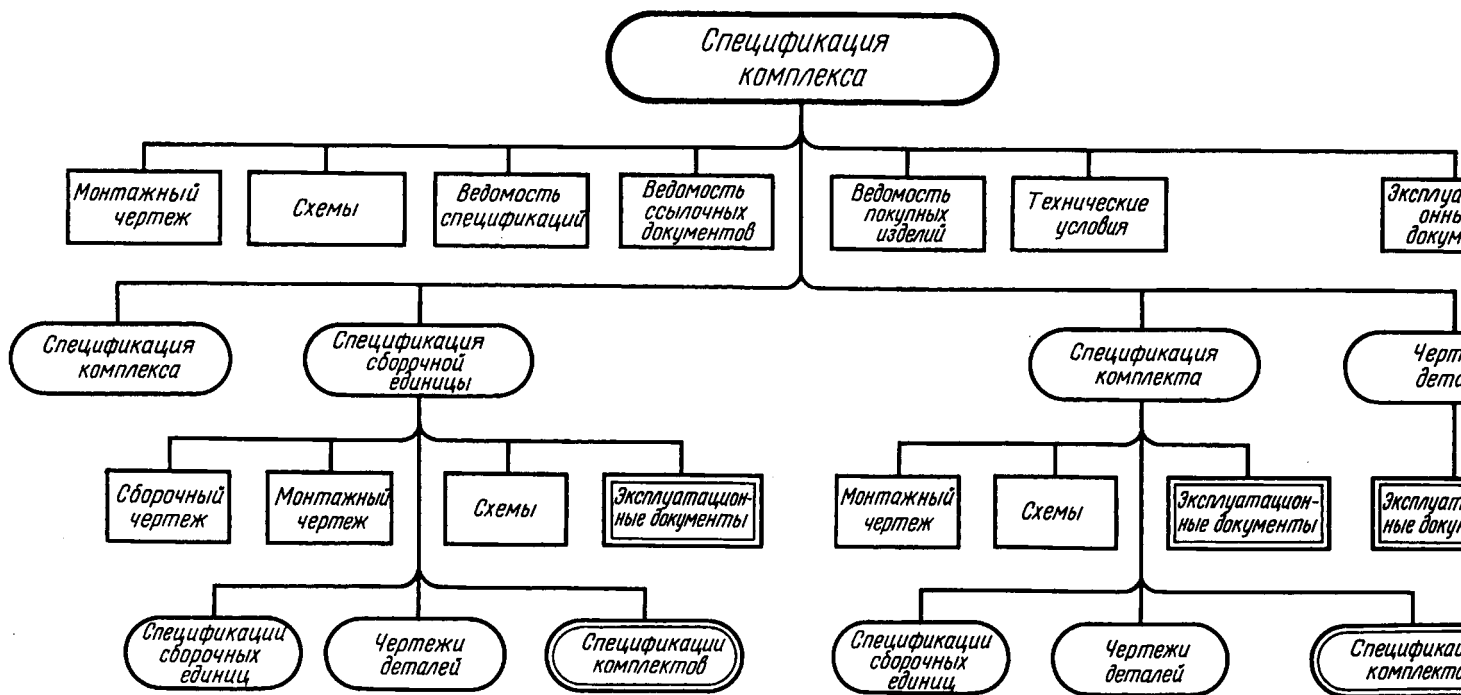 Спецификация
комплекса
Монтажный
чертеж
Схемы
Ведомость
спецификаций
Ведомость
ссылочных
документов
Ведомость
покупных
изделий
Технические
условия
Спецификация
комплекса
Спецификация
сборочной
единицы
Спецификация
комплекта
Сборочный
чертеж
Монтажный
чертеж
Схемы
Эксплуатацион-
ные документы
Монтажный
чертеж
Схемы
Эксплуатацион-
ные документы
ные
Спецификации
сборочных
единиц
Чертежи
деталей
Спецификации
комплектов
Спецификации
сборочных
единиц
Чертежи
деталей